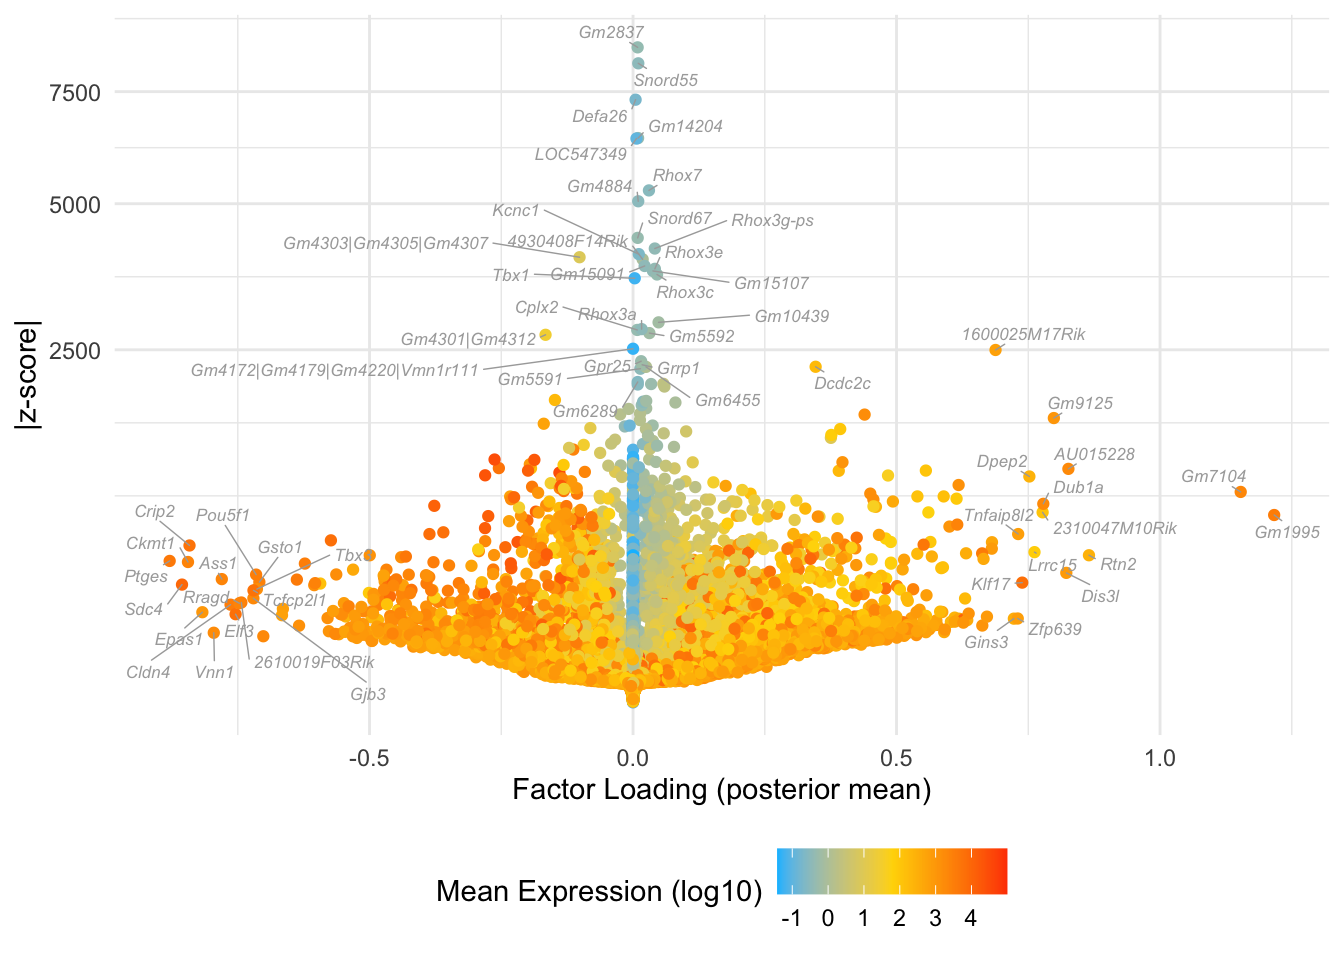 Gm2837
Snord55
7500
Defa26
Gm14204
LOC547349
Rhox7
Gm4884
5000
Kcnc1
Snord67
Rhox3g-ps
Gm4303|Gm4305|Gm4307
4930408F14Rik
Rhox3e
Tbx1
Gm15091
Gm15107
Rhox3c
Cplx2
Rhox3a
Gm10439
Gm4301|Gm4312
Gm5592
1600025M17Rik
2500
Gm4172|Gm4179|Gm4220|Vmn1r111
Gpr25
Grrp1
Gm5591
Dcdc2c
Gm6455
Gm6289
Gm9125
|z-score|
Dpep2
AU015228
Gm7104
Dub1a
Crip2
Pou5f1
Tnfaip8l2
2310047M10Rik
Gm1995
Ckmt1
Gsto1
Ass1
Lrrc15
Rtn2
Ptges
Klf17
Dis3l
Sdc4
Rragd
Tcfcp2l1
Epas1
Elf3
Gins3
Zfp639
Cldn4
Vnn1
2610019F03Rik
Gjb3
-0.5
0.0
0.5
1.0
Factor Loading (posterior mean)
Mean Expression (log10)
-1 0 1 2 3 4